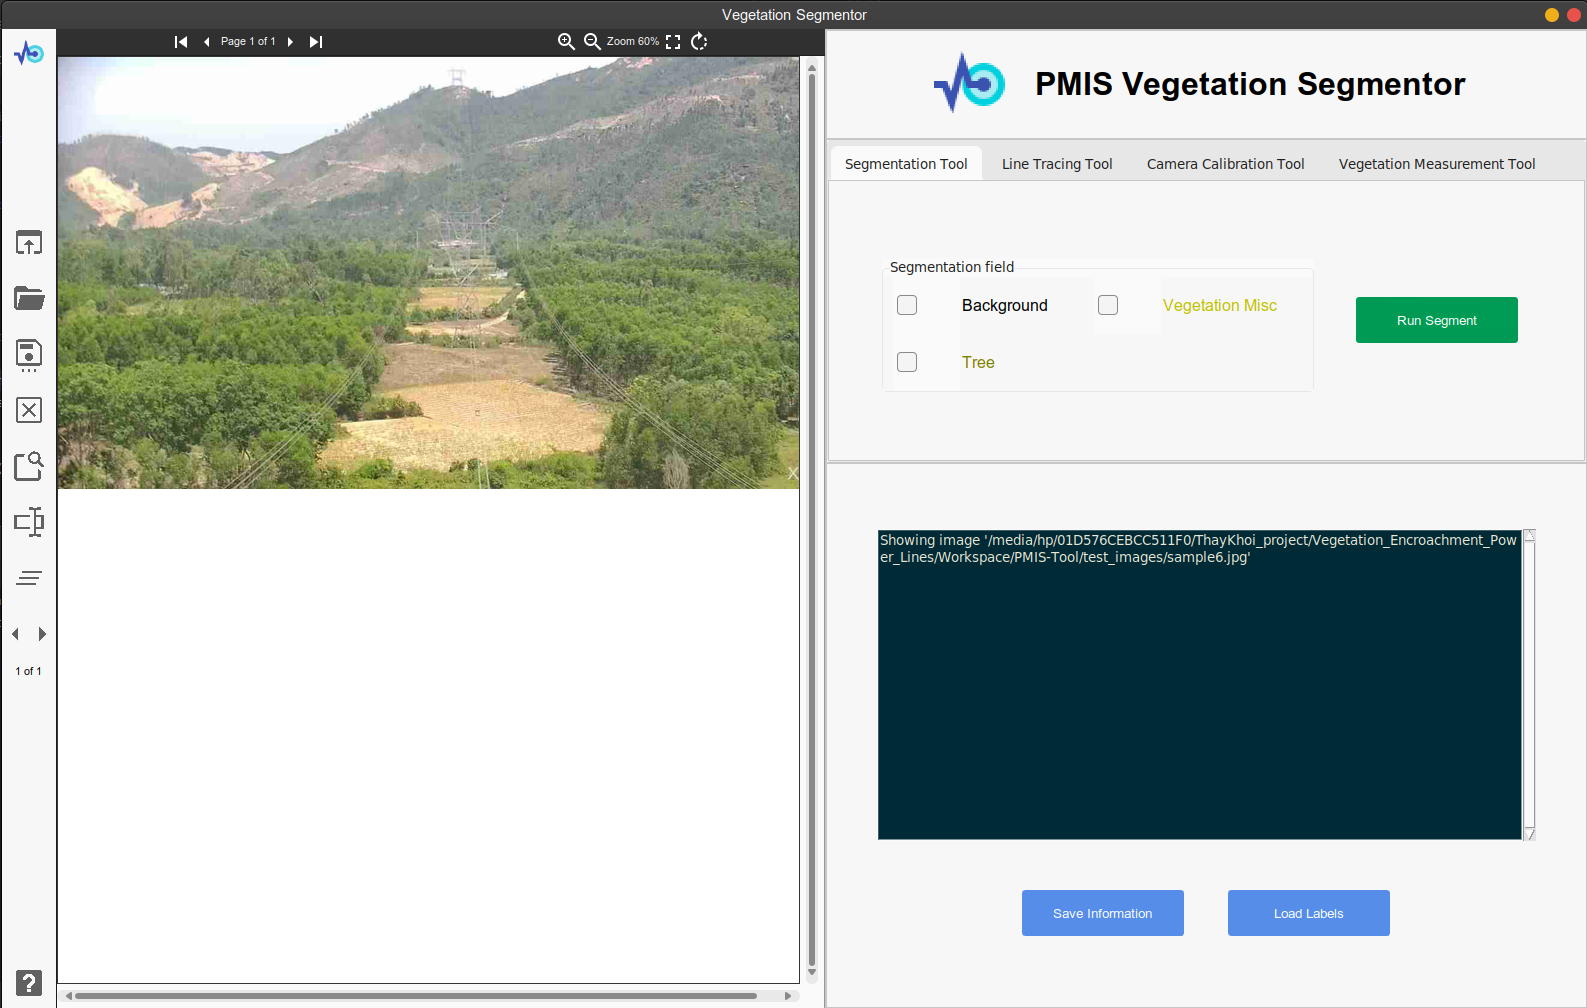 Vegetation Segmentor
Page 1 of 1
Zoom 60%
PMIS Vegetation Segmentor
Segmentation Tool
Line Tracing Tool
Camera Calibration Tool
Vegetation Measurement Tool
Segmentation field
Background
Vegetation Misc
Tree
Run Segment
X
1 of 1
Showing image '/media/hp/01D576CEBCC511F0/ThayKhoi_project/Vegetation_Encroachment_Pow
er_Lines/Workspace/PMIS-Tool/test_images/sample6.jpg'
Save Information
Load Labels
?